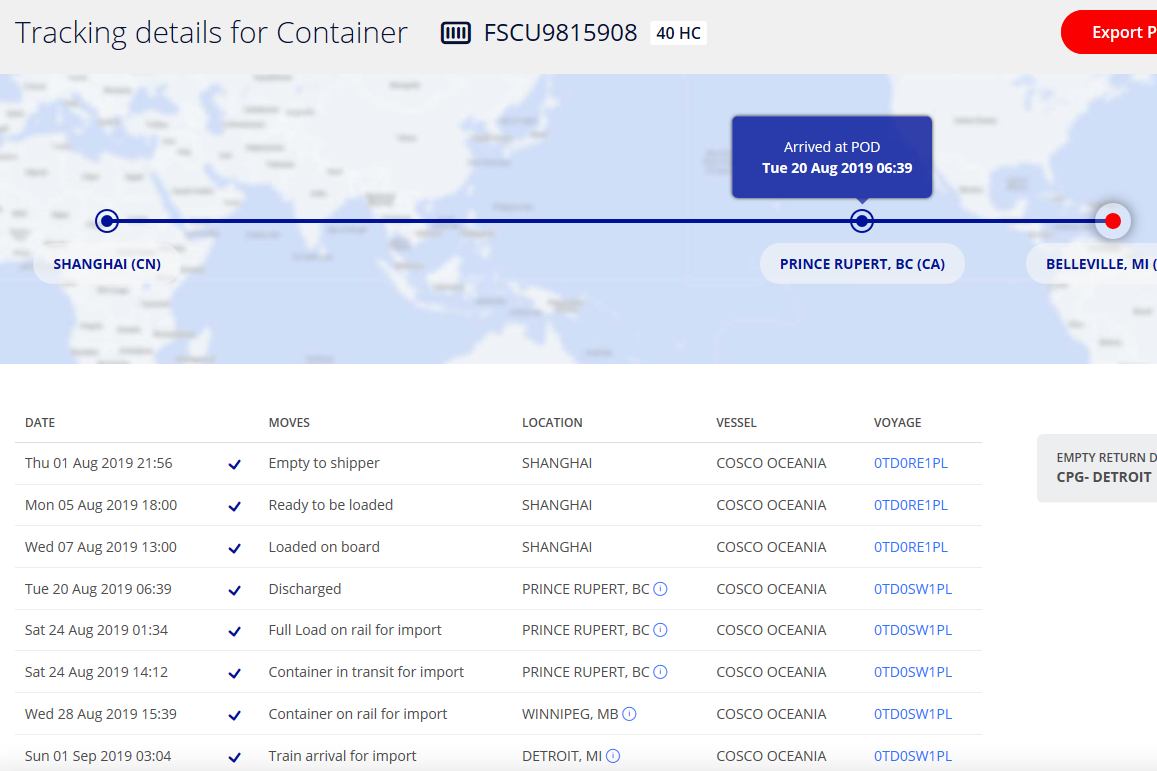 Tracking details for Container FSCU9815908 40 HC Export P
Arrived at POD
Tue 20 Aug 2019 06:39
SHANGHAI (CN) PRINCE RUPERT, BC (CA) BELLEVILLE, MI (
DATE MOVES LOCATION VESSEL VOYAGE
Thu 01 Aug 2019 21:56 Empty to shipper SHANGHAI COSCO OCEANIA 0TD0RE1PL
Mon 05 Aug 2019 18:00 Ready to be loaded SHANGHAI COSCO OCEANIA 0TD0RE1PL
Wed 07 Aug 2019 13:00 Loaded on board SHANGHAI COSCO OCEANIA 0TD0RE1PL
Tue 20 Aug 2019 06:39 Discharged PRINCE RUPERT, BC COSCO OCEANIA 0TD0SW1PL
Sat 24 Aug 2019 01:34 Full Load on rail for import PRINCE RUPERT, BC COSCO OCEANIA 0TD0SW1PL
Sat 24 Aug 2019 14:12 Container in transit for import PRINCE RUPERT, BC COSCO OCEANIA 0TD0SW1PL
Wed 28 Aug 2019 15:39 Container on rail for import WINNIPEG, MB COSCO OCEANIA 0TD0SW1PL
Sun 01 Sep 2019 03:04 Train arrival for import DETROIT, MI COSCO OCEANIA 0TD0SW1PL
EMPTY RETURN D
CPG- DETROIT